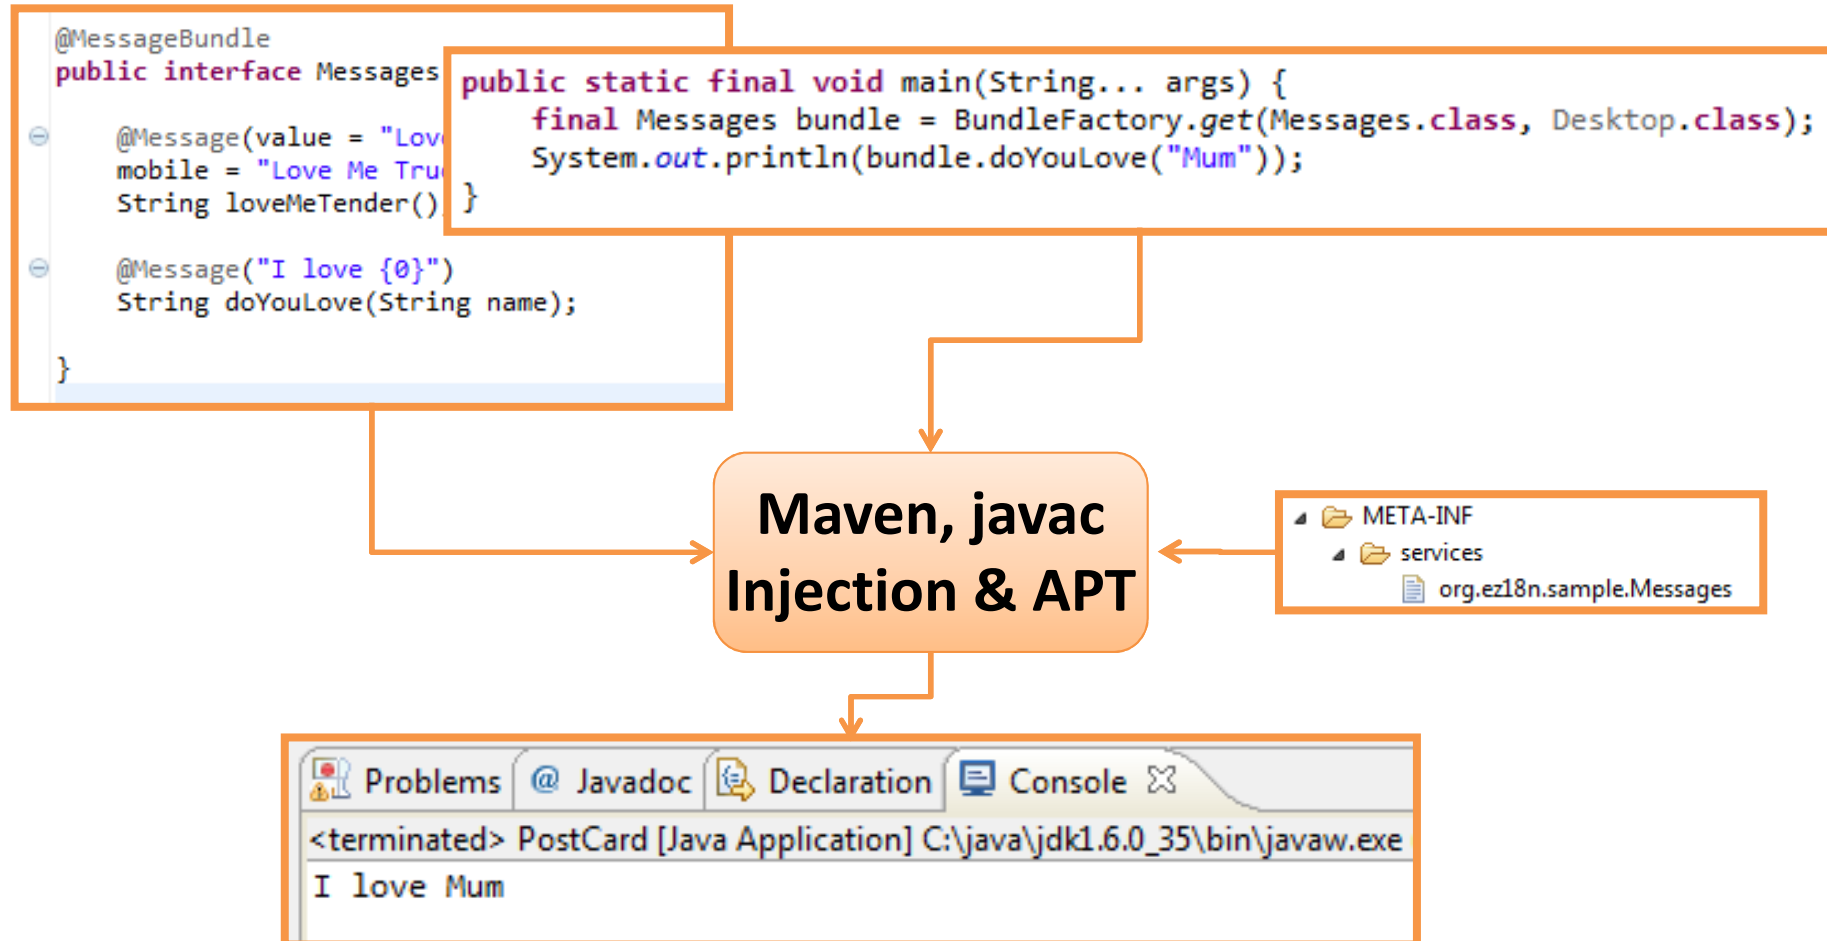 @MessageBundle
public interface Messages
@Message(value = "Lov
mobile = "Love Me Tru
String loveMeTender()
@Message("I love {0}")
String doYouLove(String name);
}
public static final void main(String... args) {
final Messages bundle = BundleFactory.get(Messages.class, Desktop.class);
System.out.println(bundle.doYouLove("Mum"));
}
Maven, javac
Injection & APT
META-INF
services
org.ez18n.sample.Messages
Problems @ Javadoc Declaration Console
<terminated> PostCard [Java Application] C:\java\jdk1.6.0_35\bin\javaw.exe
I love Mum